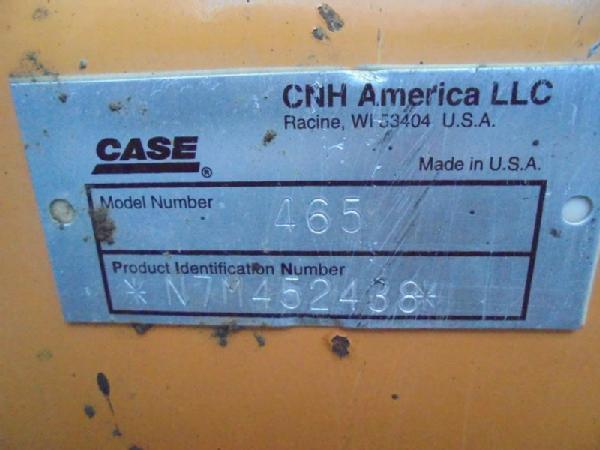 CNH America LLC
Racine, WI 53404 U.S.A.
CASE®
Made in U.S.A.
Model Number
465
Product Identification Number
*N7M452438*